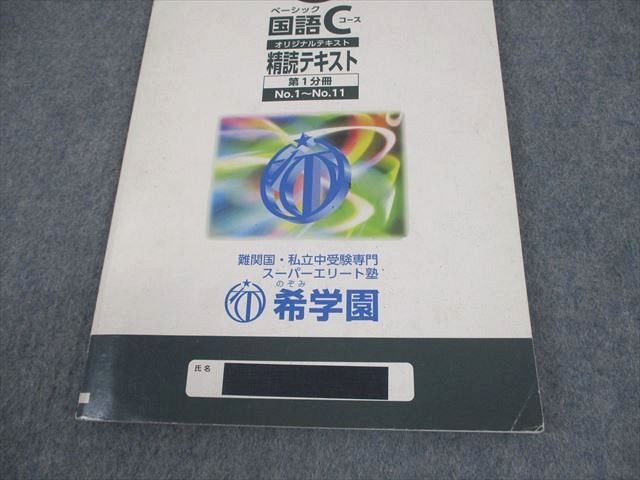 ベーシック
国語Cコース
オリジナルテキスト
精読テキスト
第1分冊
No.1～No.11
難関国・私立中受験専門
スーパーエリート塾
のぞみ
希学園
氏名